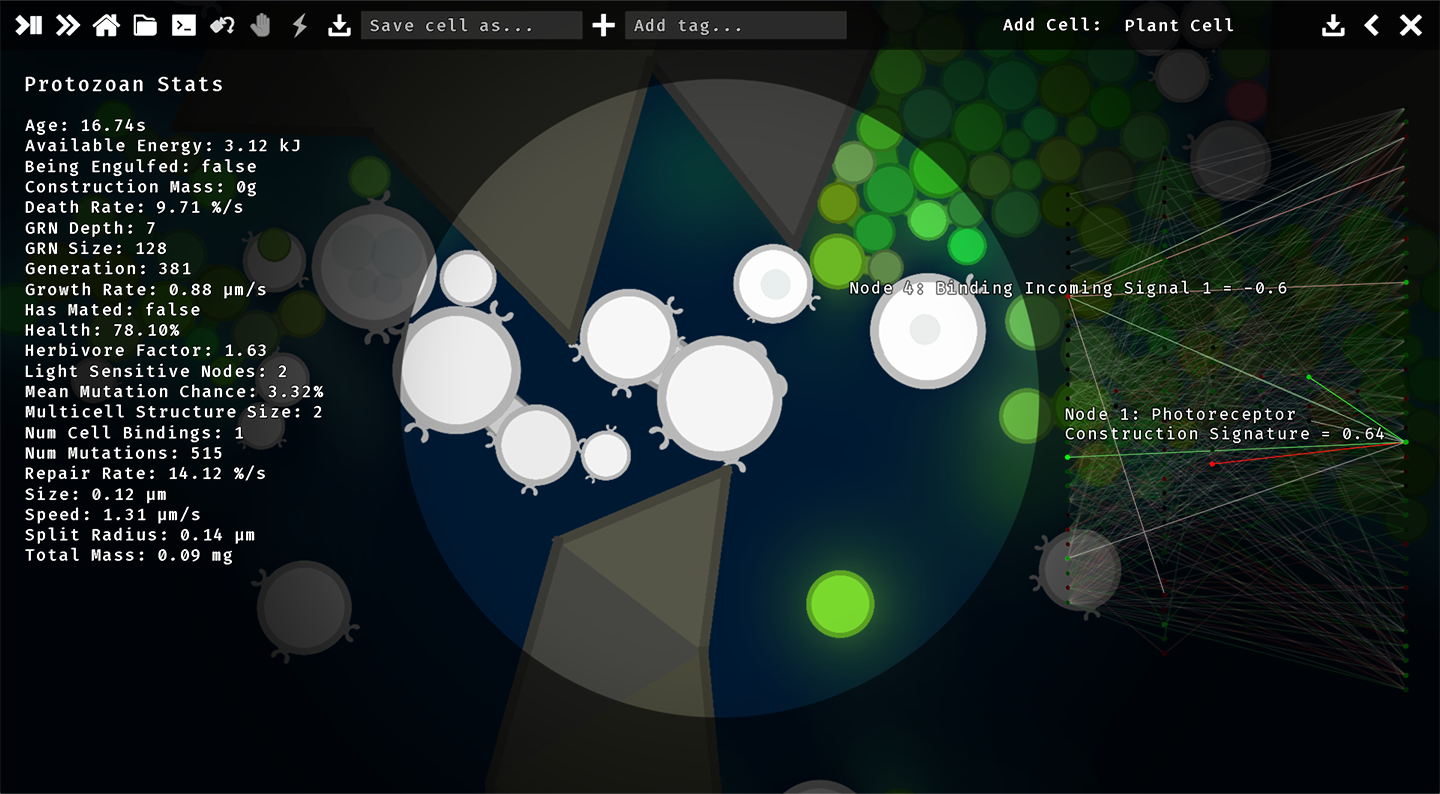 Save cell as...
Add tag...
Add Cell: Plant Cell
Protozoan Stats
Age: 16.74s
Available Energy: 3.12 kJ
Being Engulfed: false
Construction Mass: 0g
Death Rate: 9.71 %/s
GRN Depth: 7
GRN Size: 128
Generation: 381
Growth Rate: 0.88 µm/s
Has Mated: false
Health: 78.10%
Herbivore Factor: 1.63
Light Sensitive Nodes: 2
Mean Mutation Chance: 3.32%
Multicell Structure Size: 2
Num Cell Bindings: 1
Num Mutations: 515
Repair Rate: 14.12 %/s
Size: 0.12 µm
Speed: 1.31 µm/s
Split Radius: 0.14 µm
Total Mass: 0.09 mg
Node 4: Binding Incoming Signal 1 = -0.6
Node 1: Photoreceptor
Construction Signature = 0.64